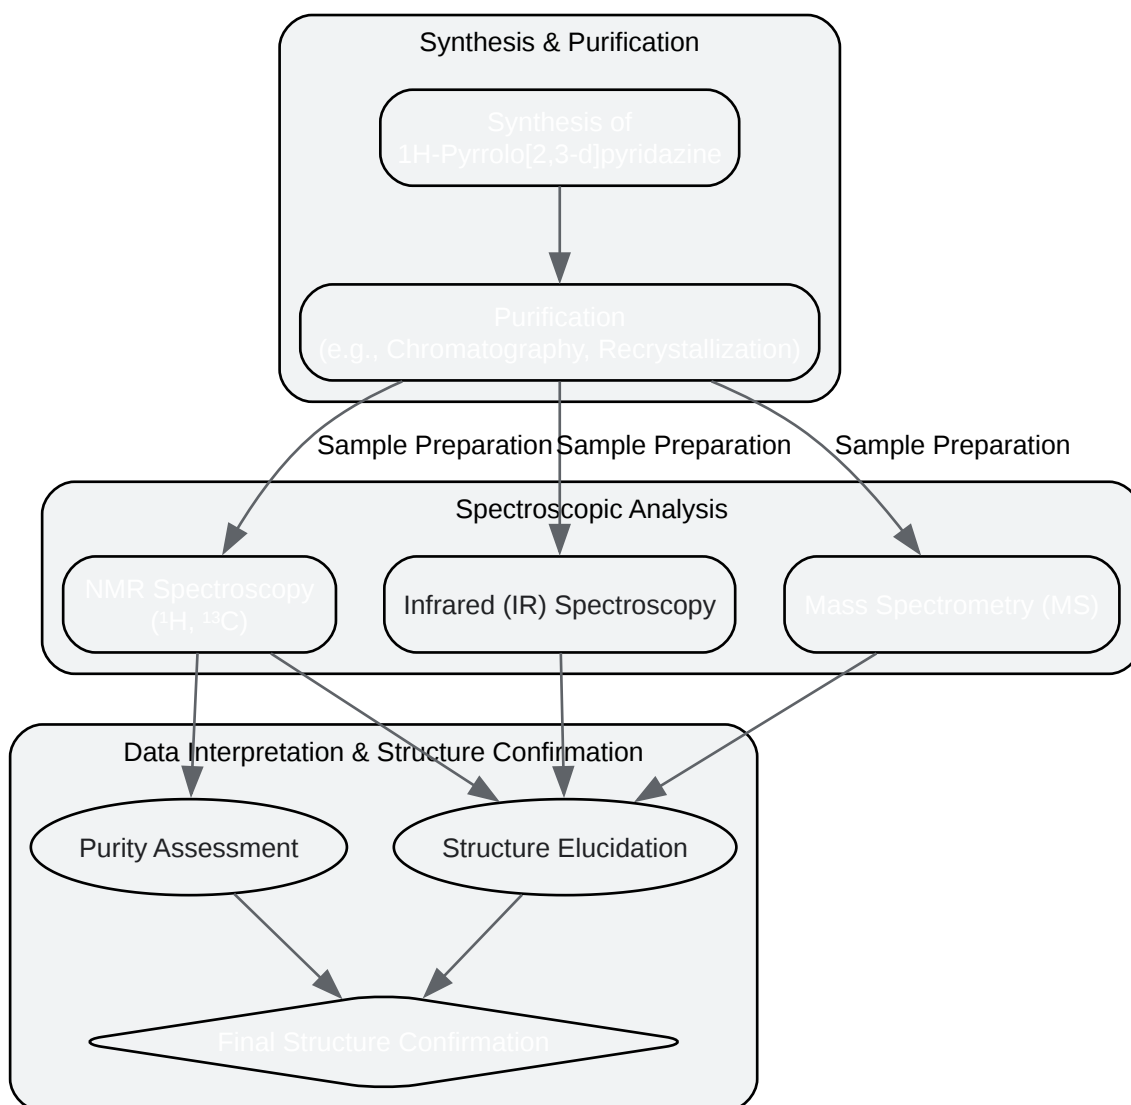 Synthesis & Purification
Synthesis of
1H-Pyrrolo[2,3-d]pyridazine
Purification
(e.g., Chromatography, Recrystallization)
Sample Preparation
Sample Preparation
Sample Preparation
Spectroscopic Analysis
NMR Spectroscopy
(¹H, ¹³C)
Infrared (IR) Spectroscopy
Mass Spectrometry (MS)
Data Interpretation & Structure Confirmation
Purity Assessment
Structure Elucidation
Final Structure Confirmation